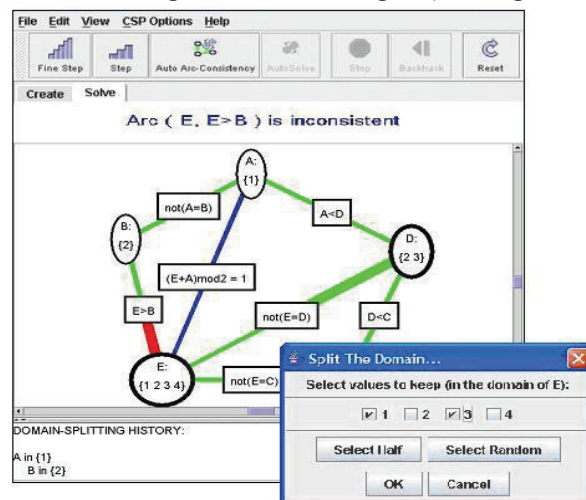 File Edit View CSP Options Help
Fine Step Step Auto Arc-Consistency AutoSolve Stop Backtrack Reset
Create Solve
Arc ( E, E>B ) is inconsistent
A:
{1}
not(A=B)
A<D
B:
{2}
D:
{2 3}
(E+A)mod2 = 1
E>B
not(E=D)
D<C
E:
{1 2 3 4}
not(E=C)
Split The Domain...
Select values to keep (in the domain of E):
1 2 3 4
Select Half Select Random
OK Cancel
DOMAIN-SPLITTING HISTORY:
A in {1}
B in {2}